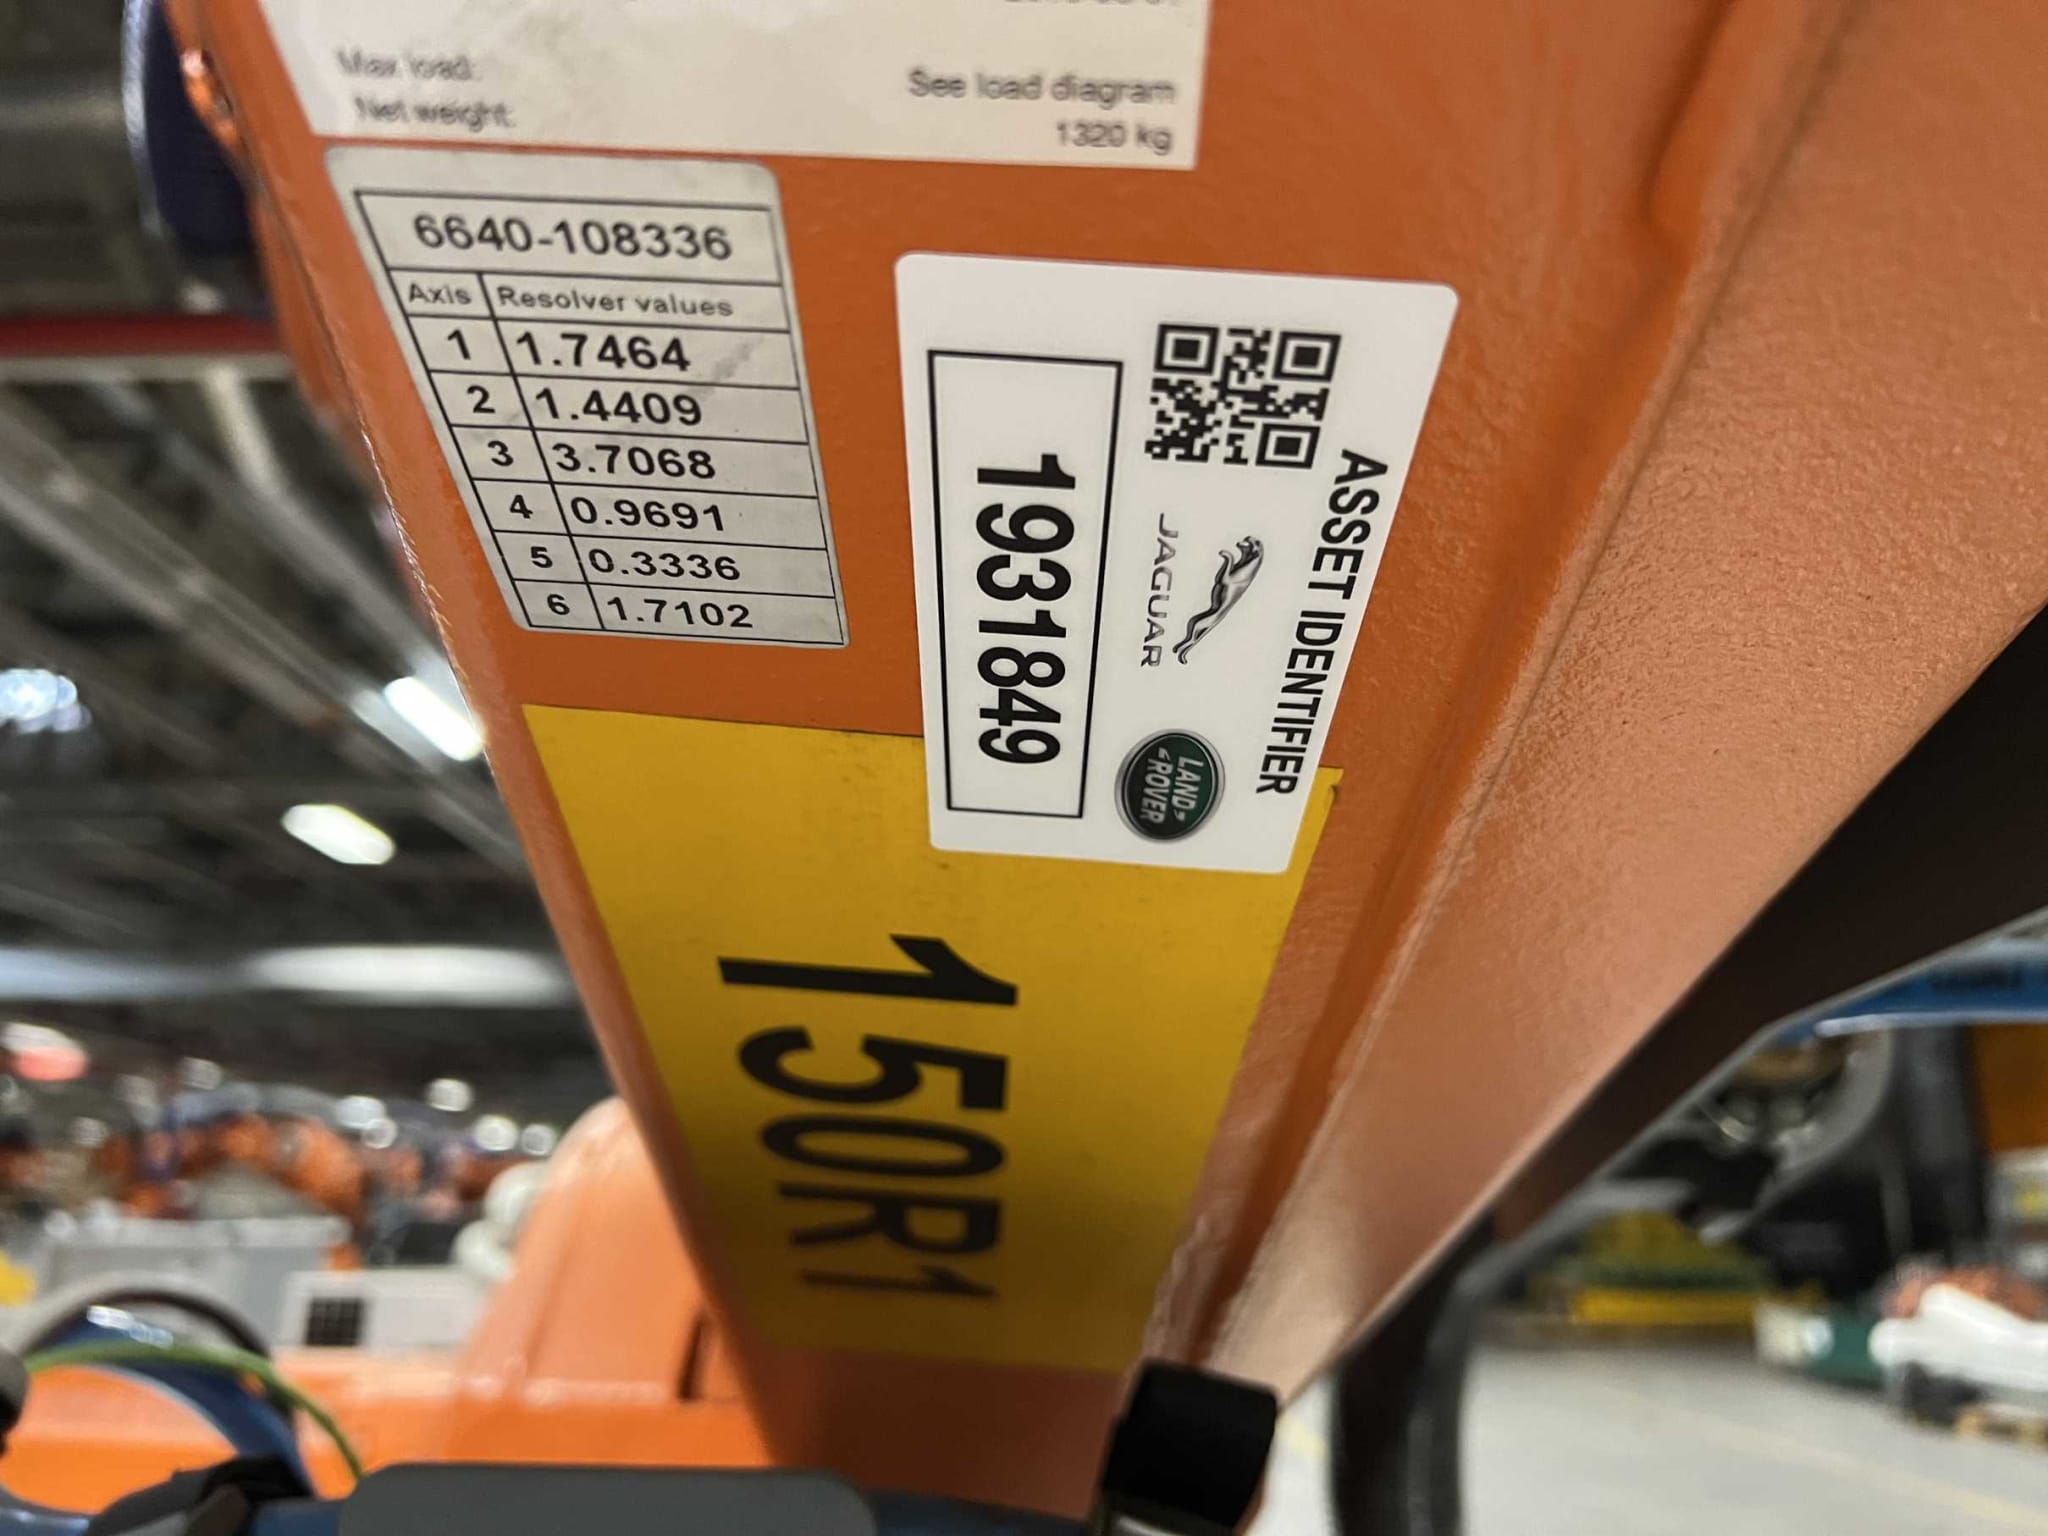 Max load:
See load diagram
Net weight:
1320 kg
6640-108336
Axis Resolver values
1 1.7464
2 1.4409
3 3.7068
4 0.9691
5 0.3336
6 1.7102
ASSET IDENTIFIER
JAGUAR
LAND
ROVER
1931849
150R1